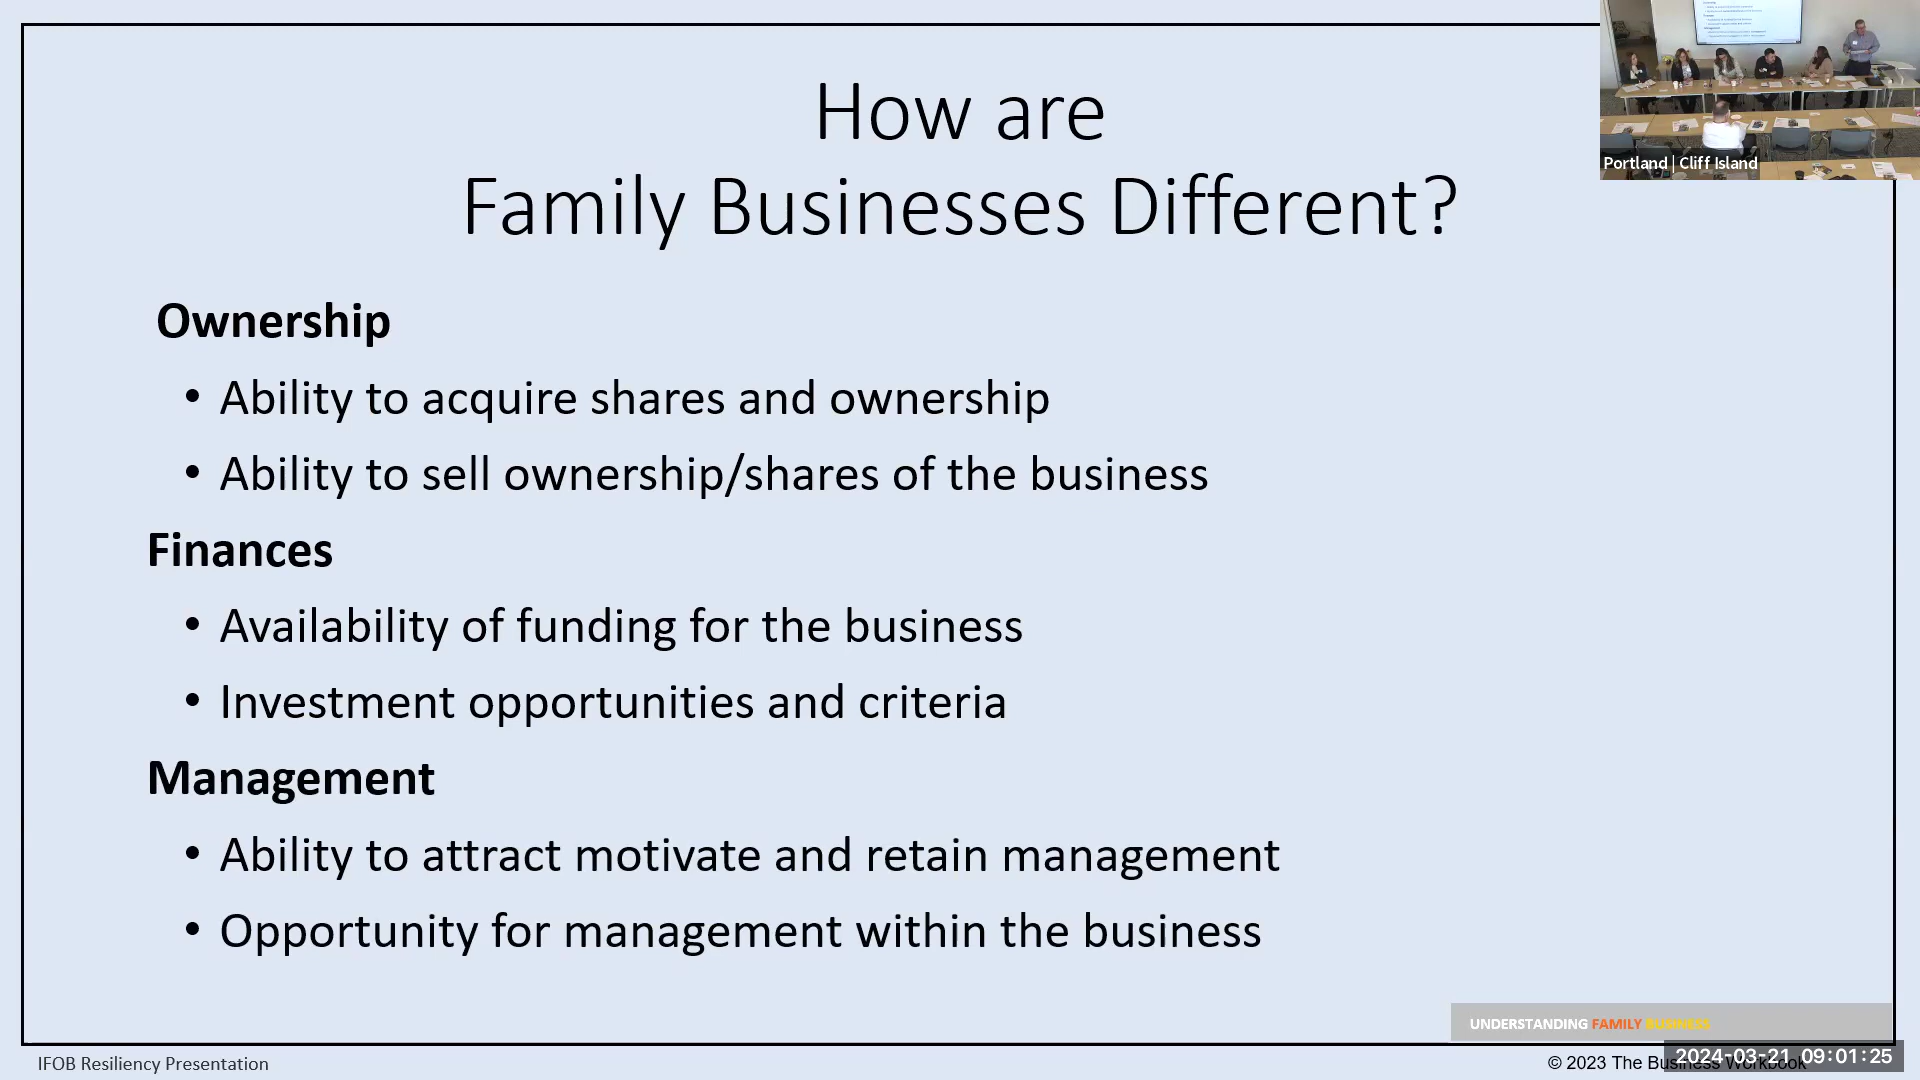 How are
Family Businesses Different?
Portland | Cliff Island
Ownership
• Ability to acquire shares and ownership
• Ability to sell ownership/shares of the business
Finances
• Availability of funding for the business
• Investment opportunities and criteria
Management
• Ability to attract motivate and retain management
• Opportunity for management within the business
UNDERSTANDING FAMILY BUSINESS
IFOB Resiliency Presentation
© 2023 The Business Workbook
2024-03-21 09:01:25